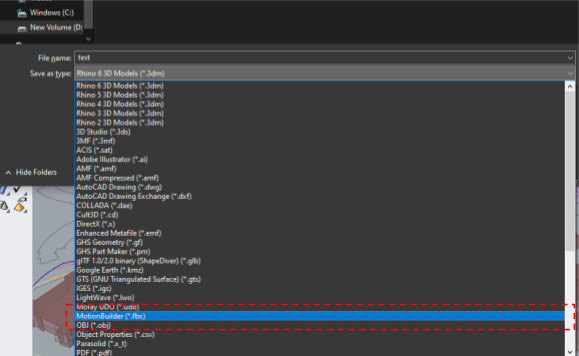 Windows (C:)
New Volume (D:
File name: test
Save as type: Rhino 6 3D Models (*.3dm)
Rhino 6 3D Models (*.3dm)
Rhino 5 3D Models (*.3dm)
Rhino 4 3D Models (*.3dm)
Rhino 3 3D Models (*.3dm)
Rhino 2 3D Models (*.3dm)
3D Studio (*.3ds)
3MF (*.3mf)
ACIS (*.sat)
Adobe Illustrator (*.ai)
AMF (*.amf)
AMF Compressed (*.amf)
AutoCAD Drawing (*.dwg)
AutoCAD Drawing Exchange (*.dxf)
COLLADA (*.dae)
Cult3D (*.cd)
DirectX (*.x)
Enhanced Metafile (*.emf)
GHS Geometry (*.gf)
GHS Part Maker (*.pm)
glTF 1.0/2.0 binary (ShapeDiver) (*.glb)
Google Earth (*.kmz)
GTS (GNU Triangulated Surface) (*.gts)
IGES (*.igs)
LightWave (*.lwo)
Moray UDO (*.udo)
MotionBuilder (*.fbx)
OBJ (*.obj)
Object Properties (*.csv)
Parasolid (*.x_t)
PDF (*.pdf)
Hide Folders